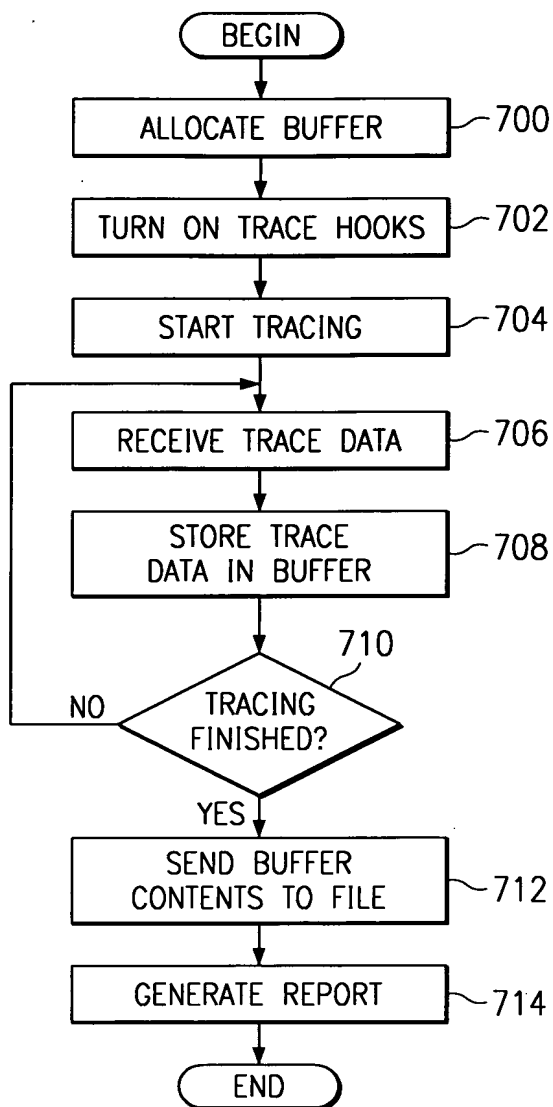 BEGIN
ALLOCATE BUFFER
700
TURN ON TRACE HOOKS
702
START TRACING
704
RECEIVE TRACE DATA
706
STORE TRACE
DATA IN BUFFER
708
710
TRACING
FINISHED?
NO
YES
SEND BUFFER
CONTENTS TO FILE
712
GENERATE REPORT
714
END